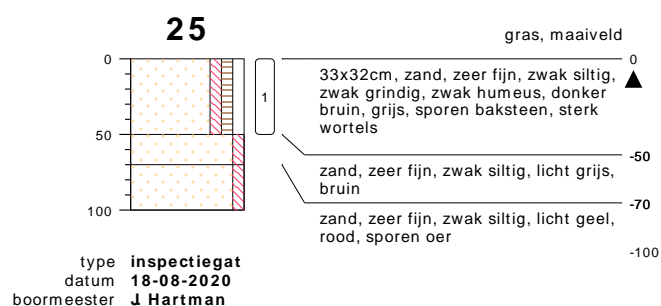 25
gras, maaiveld
0
0
33x32cm, zand, zeer fijn, zwak siltig,
zwak grindig, zwak humeus, donker
bruin, grijs, sporen baksteen, sterk
wortels
1
50
-50
zand, zeer fijn, zwak siltig, licht grijs,
bruin
-70
zand, zeer fijn, zwak siltig, licht geel,
rood, sporen oer
100
-100
type inspectiegat
datum 18-08-2020
boormeester J. Hartman